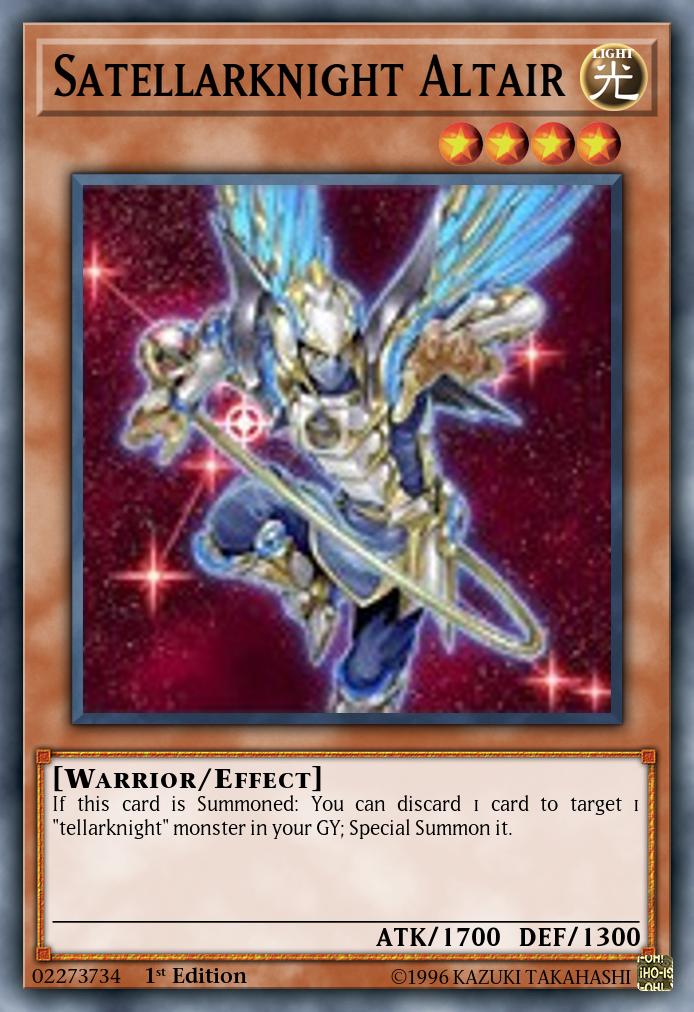 Satellarknight Altair
LIGHT
光
[Warrior/Effect]
If this card is Summoned: You can discard 1 card to target 1
"tellarknight" monster in your GY; Special Summon it.
ATK/1700 DEF/1300
02273734 1st Edition ©1996 KAZUKI TAKAHASHI